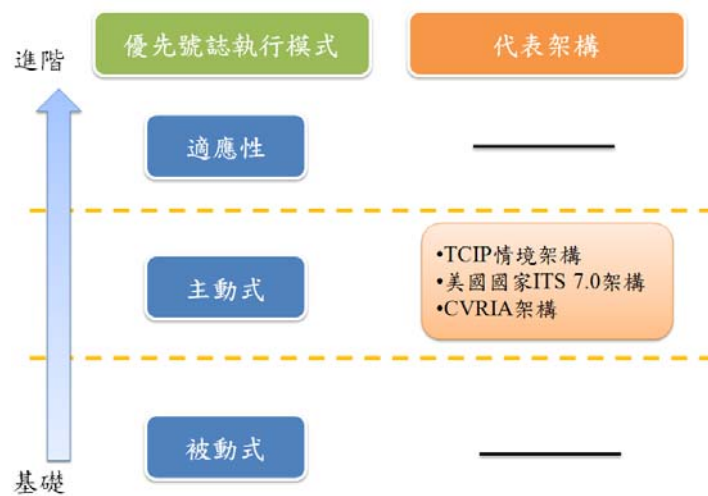 優先號誌執行模式
代表架構
進階
適應性
主動式
•TCIP情境架構
•美國國家ITS 7.0架構
•CVRIA架構
被動式
基礎